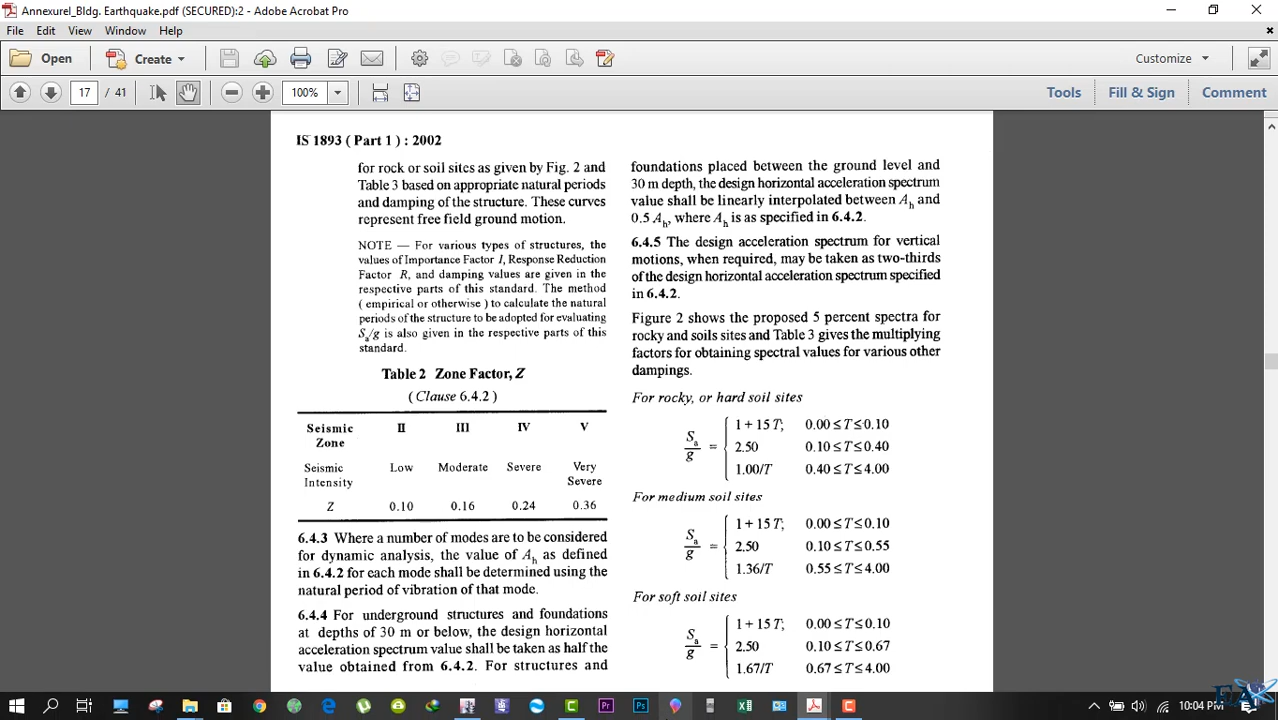 Annexurel_Bldg. Earthquake.pdf (SECURED):2 - Adobe Acrobat Pro
File Edit View Window Help
Open Create Customize
17 / 41 100% Tools Fill & Sign Comment
IS 1893 ( Part 1 ) : 2002
for rock or soil sites as given by Fig. 2 and
Table 3 based on appropriate natural periods
and damping of the structure. These curves
represent free field ground motion.
NOTE — For various types of structures, the
values of Importance Factor I, Response Reduction
Factor R, and damping values are given in the
respective parts of this standard. The method
( empirical or otherwise ) to calculate the natural
periods of the structure to be adopted for evaluating
Sa/g is also given in the respective parts of this
standard.
Table 2 Zone Factor, Z
( Clause 6.4.2 )
Seismic Zone II III IV V
Seismic Intensity Low Moderate Severe Very Severe
Z 0.10 0.16 0.24 0.36
6.4.3 Where a number of modes are to be considered
for dynamic analysis, the value of Ah as defined
in 6.4.2 for each mode shall be determined using the
natural period of vibration of that mode.
6.4.4 For underground structures and foundations
at depths of 30 m or below, the design horizontal
acceleration spectrum value shall be taken as half the
value obtained from 6.4.2. For structures and
foundations placed between the ground level and
30 m depth, the design horizontal acceleration spectrum
value shall be linearly interpolated between Ah and
0.5 Ah, where Ah is as specified in 6.4.2.
6.4.5 The design acceleration spectrum for vertical
motions, when required, may be taken as two-thirds
of the design horizontal acceleration spectrum specified
in 6.4.2.
Figure 2 shows the proposed 5 percent spectra for
rocky and soils sites and Table 3 gives the multiplying
factors for obtaining spectral values for various other
dampings.
For rocky, or hard soil sites
1 + 15 T; 0.00 ≤ T ≤ 0.10
Sa/g = 2.50 0.10 ≤ T ≤ 0.40
1.00/T 0.40 ≤ T ≤ 4.00
For medium soil sites
1 + 15 T; 0.00 ≤ T ≤ 0.10
Sa/g = 2.50 0.10 ≤ T ≤ 0.55
1.36/T 0.55 ≤ T ≤ 4.00
For soft soil sites
1 + 15 T; 0.00 ≤ T ≤ 0.10
Sa/g = 2.50 0.10 ≤ T ≤ 0.67
1.67/T 0.67 ≤ T ≤ 4.00
10:04 PM